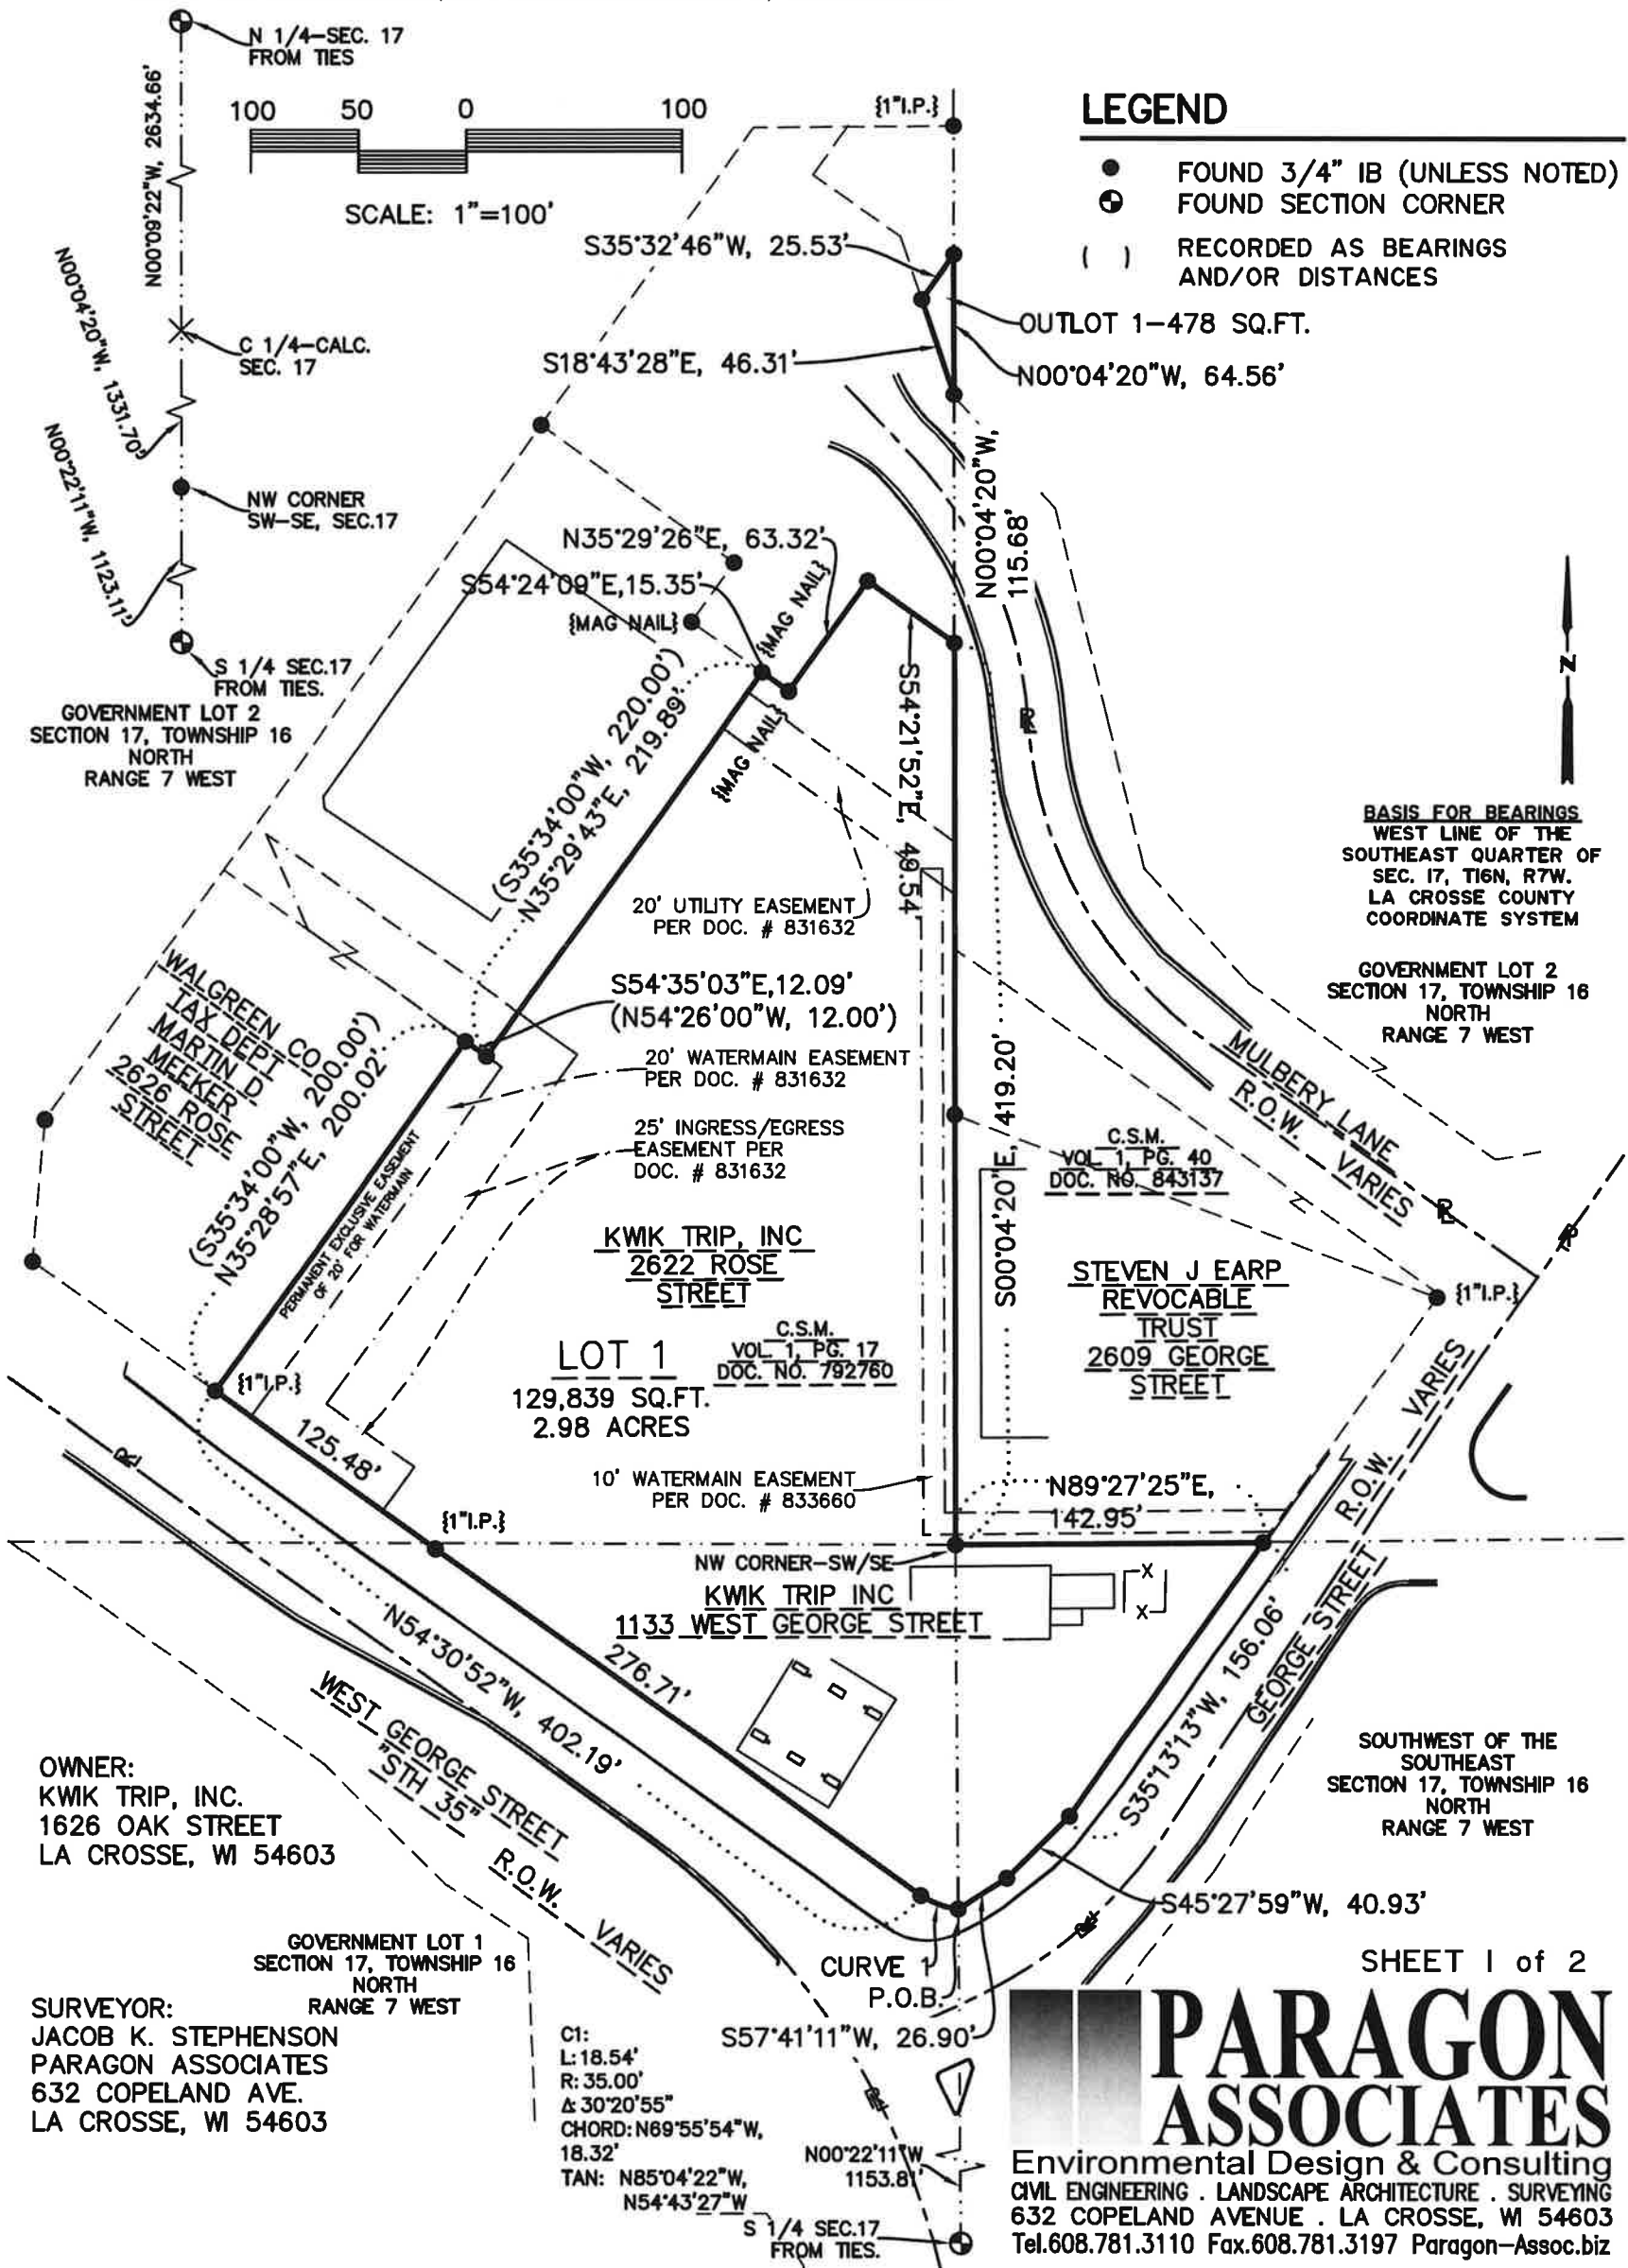 N 1/4-SEC. 17
FROM TIES
N00°09'22"W, 2634.66'
100 50 0 100
SCALE: 1"=100'
{1"I.P.}
LEGEND
FOUND 3/4" IB (UNLESS NOTED)
FOUND SECTION CORNER
( ) RECORDED AS BEARINGS
AND/OR DISTANCES
S35°32'46"W, 25.53'
OUTLOT 1-478 SQ.FT.
S18°43'28"E, 46.31'
N00°04'20"W, 64.56'
N00°04'20"W, 1331.70'
C 1/4-CALC.
SEC. 17
N00°22'11"W, 1123.11'
NW CORNER
SW-SE, SEC.17
S 1/4 SEC.17
FROM TIES.
GOVERNMENT LOT 2
SECTION 17, TOWNSHIP 16
NORTH
RANGE 7 WEST
N00°04'20"W,
115.68'
N35°29'26"E, 63.32'
S54°24'09"E,15.35'
{MAG NAIL}
{MAG NAIL}
{MAG NAIL}
(S35°34'00"W, 220.00')
N35°29'43"E, 219.89'
S54°21'52"E, 49.54'
N
BASIS FOR BEARINGS
WEST LINE OF THE
SOUTHEAST QUARTER OF
SEC. 17, T16N, R7W.
LA CROSSE COUNTY
COORDINATE SYSTEM
GOVERNMENT LOT 2
SECTION 17, TOWNSHIP 16
NORTH
RANGE 7 WEST
20' UTILITY EASEMENT
PER DOC. # 831632
S54°35'03"E,12.09'
(N54°26'00"W, 12.00')
20' WATERMAIN EASEMENT
PER DOC. # 831632
25' INGRESS/EGRESS
EASEMENT PER
DOC. # 831632
WALGREEN CO
TAX DEPT
MARTIN D
MEEKER
2626 ROSE
STREET
(S35°34'00"W, 200.00')
N35°28'57"E, 200.02'
PERMANENT EXCLUSIVE EASEMENT
OF 20' FOR WATERMAIN
S00°04'20"E, 419.20'
MULBERY LANE
R.O.W. VARIES
C.S.M.
VOL. 1, PG. 40
DOC. NO. 843137
KWIK TRIP, INC
2622 ROSE
STREET
STEVEN J EARP
REVOCABLE
TRUST
2609 GEORGE
STREET
{1"I.P.}
LOT 1
129,839 SQ.FT.
2.98 ACRES
C.S.M.
VOL. 1, PG. 17
DOC. NO. 792760
{1"I.P.}
125.48'
10' WATERMAIN EASEMENT
PER DOC. # 833660
N89°27'25"E,
142.95'
{1"I.P.}
NW CORNER-SW/SE
KWIK TRIP INC
1133 WEST GEORGE STREET
X
X
GEORGE STREET R.O.W. VARIES
N54°30'52"W, 402.19'
276.71'
S35°13'13"W, 156.06'
WEST GEORGE STREET
"STH 35" R.O.W. VARIES
OWNER:
KWIK TRIP, INC.
1626 OAK STREET
LA CROSSE, WI 54603
SOUTHWEST OF THE
SOUTHEAST
SECTION 17, TOWNSHIP 16
NORTH
RANGE 7 WEST
S45°27'59"W, 40.93'
GOVERNMENT LOT 1
SECTION 17, TOWNSHIP 16
NORTH
RANGE 7 WEST
CURVE 1
P.O.B.
S57°41'11"W, 26.90'
SURVEYOR:
JACOB K. STEPHENSON
PARAGON ASSOCIATES
632 COPELAND AVE.
LA CROSSE, WI 54603
C1:
L: 18.54'
R: 35.00'
Δ: 30°20'55"
CHORD: N69°55'54"W,
18.32'
TAN: N85°04'22"W,
N54°43'27"W
N00°22'11"W
1153.81'
S 1/4 SEC.17
FROM TIES.
SHEET 1 of 2
PARAGON
ASSOCIATES
Environmental Design & Consulting
CIVIL ENGINEERING . LANDSCAPE ARCHITECTURE . SURVEYING
632 COPELAND AVENUE . LA CROSSE, WI 54603
Tel.608.781.3110 Fax.608.781.3197 Paragon-Assoc.biz